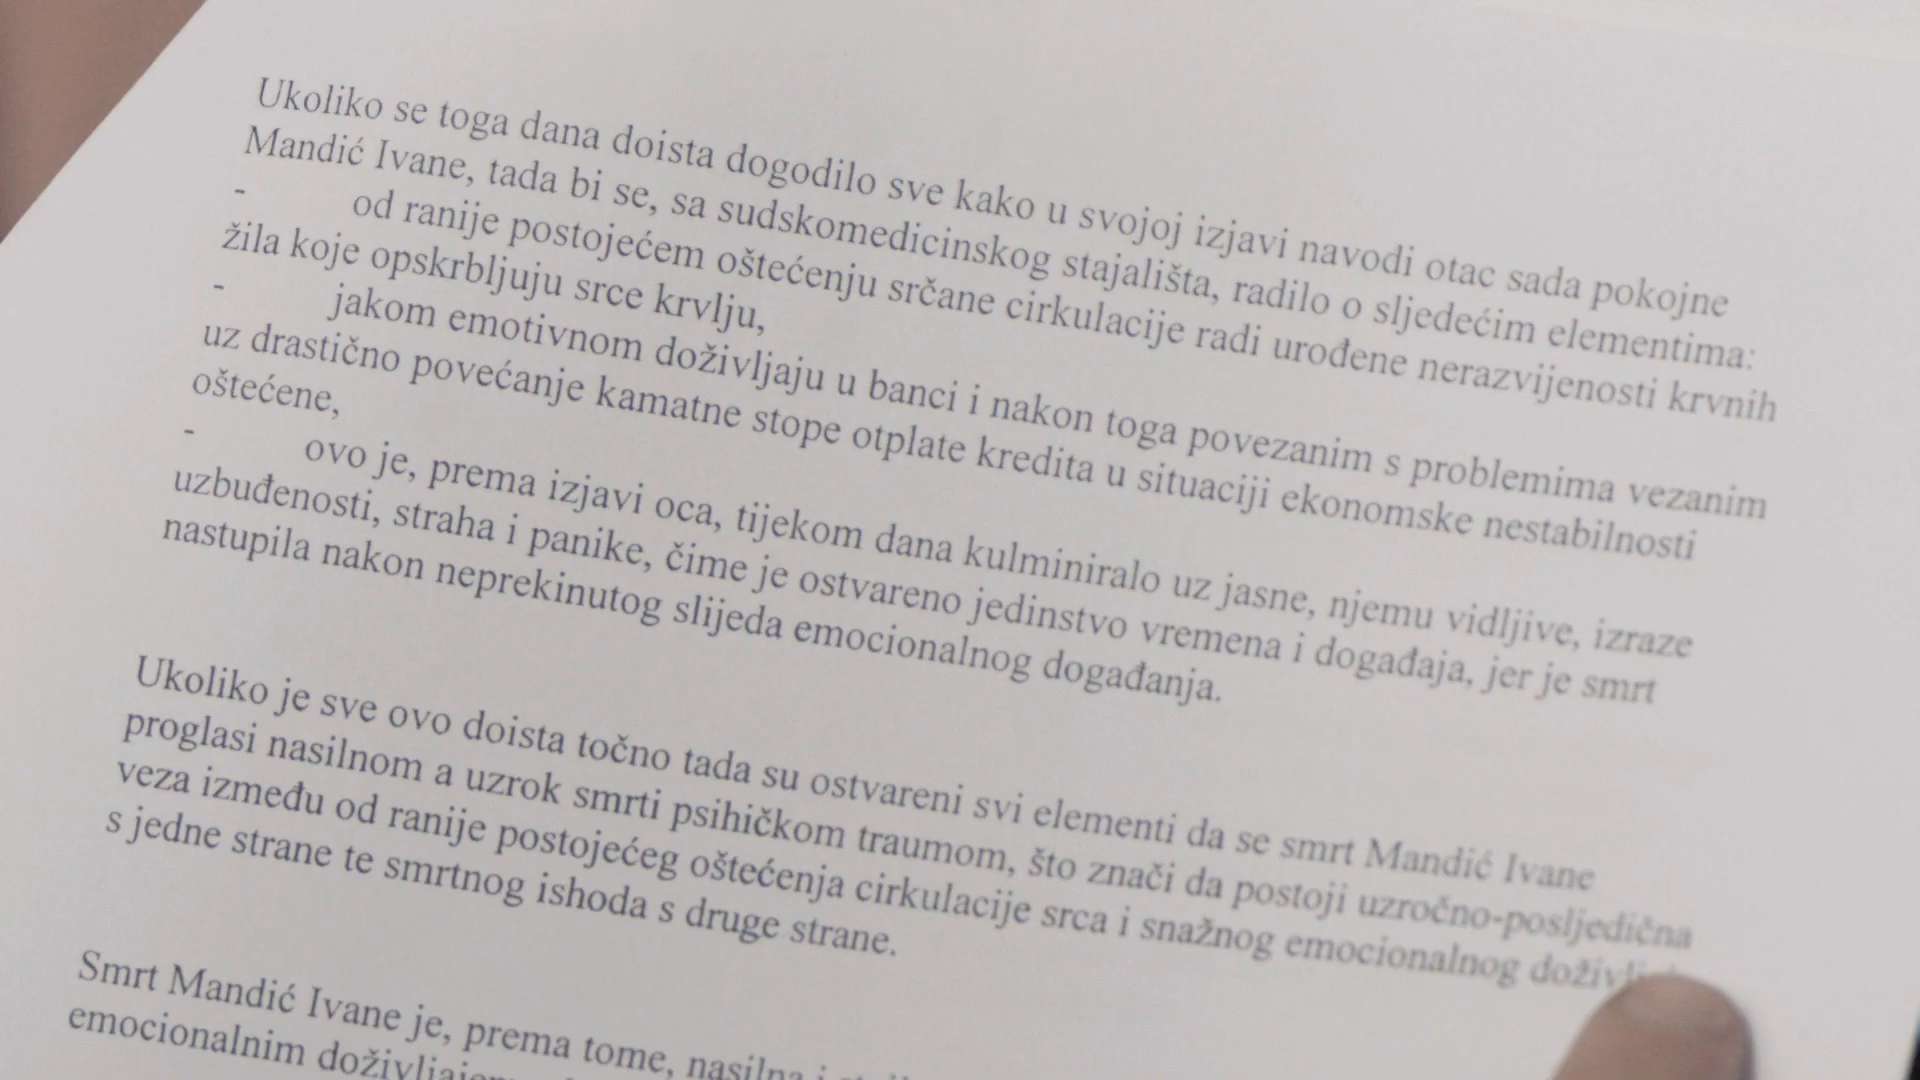 Ukoliko se toga dana doista dogodilo sve kako u svojoj izjavi navodi otac sada pokojne
Mandić Ivane, tada bi se, sa sudskomedicinskog stajališta, radilo o sljedećim elementima:
- od ranije postojećem oštećenju srčane cirkulacije radi urođene nerazvijenosti krvnih
žila koje opskrbljuju srce krvlju,
- jakom emotivnom doživljaju u banci i nakon toga povezanim s problemima vezanim
uz drastično povećanje kamatne stope otplate kredita u situaciji ekonomske nestabilnosti
oštećene,
- ovo je, prema izjavi oca, tijekom dana kulminiralo uz jasne, njemu vidljive, izraze
uzbuđenosti, straha i panike, čime je ostvareno jedinstvo vremena i događaja, jer je smrt
nastupila nakon neprekinutog slijeda emocionalnog događanja.
Ukoliko je sve ovo doista točno tada su ostvareni svi elementi da se smrt Mandić Ivane
proglasi nasilnom a uzrok smrti psihičkom traumom, što znači da postoji uzročno-posljedična
veza između od ranije postojećeg oštećenja cirkulacije srca i snažnog emocionalnog
s jedne strane te smrtnog ishoda s druge strane.
Smrt Mandić Ivane je, prema tome, nasilna i
emocionalnim